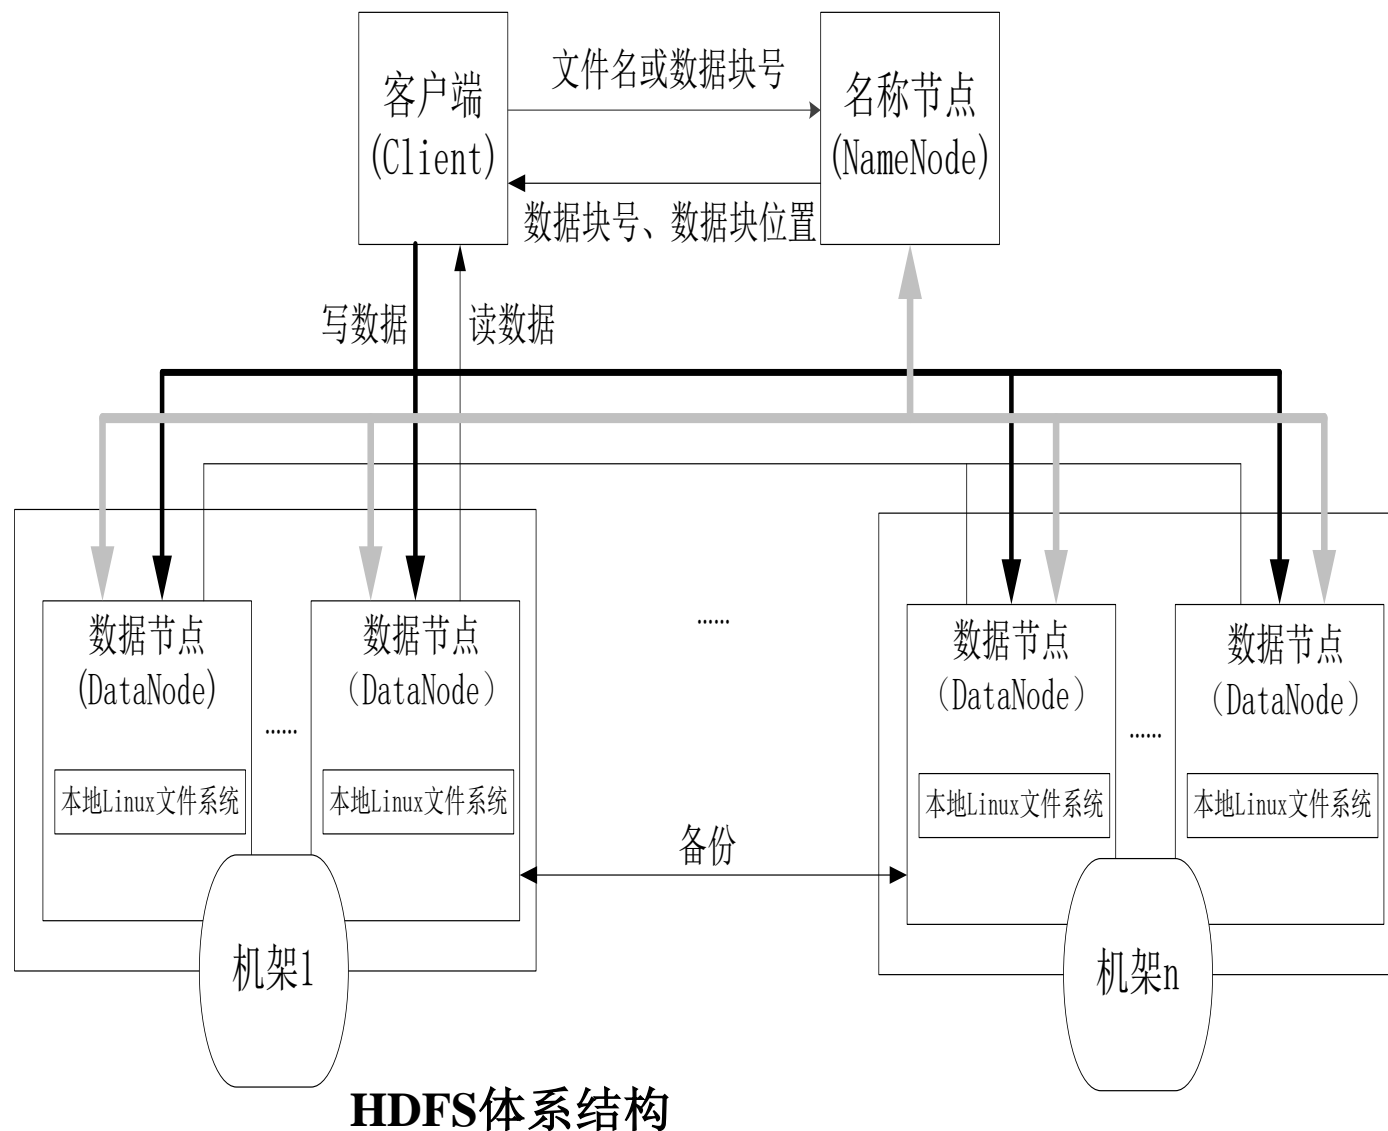 客户端
(Client)
文件名或数据块号
名称节点
(NameNode)
数据块号、数据块位置
写数据
读数据
数据节点
(DataNode)
......
本地Linux文件系统
数据节点
（DataNode）
本地Linux文件系统
机架1
......
备份
数据节点
（DataNode）
......
本地Linux文件系统
数据节点
（DataNode）
本地Linux文件系统
机架n
HDFS体系结构